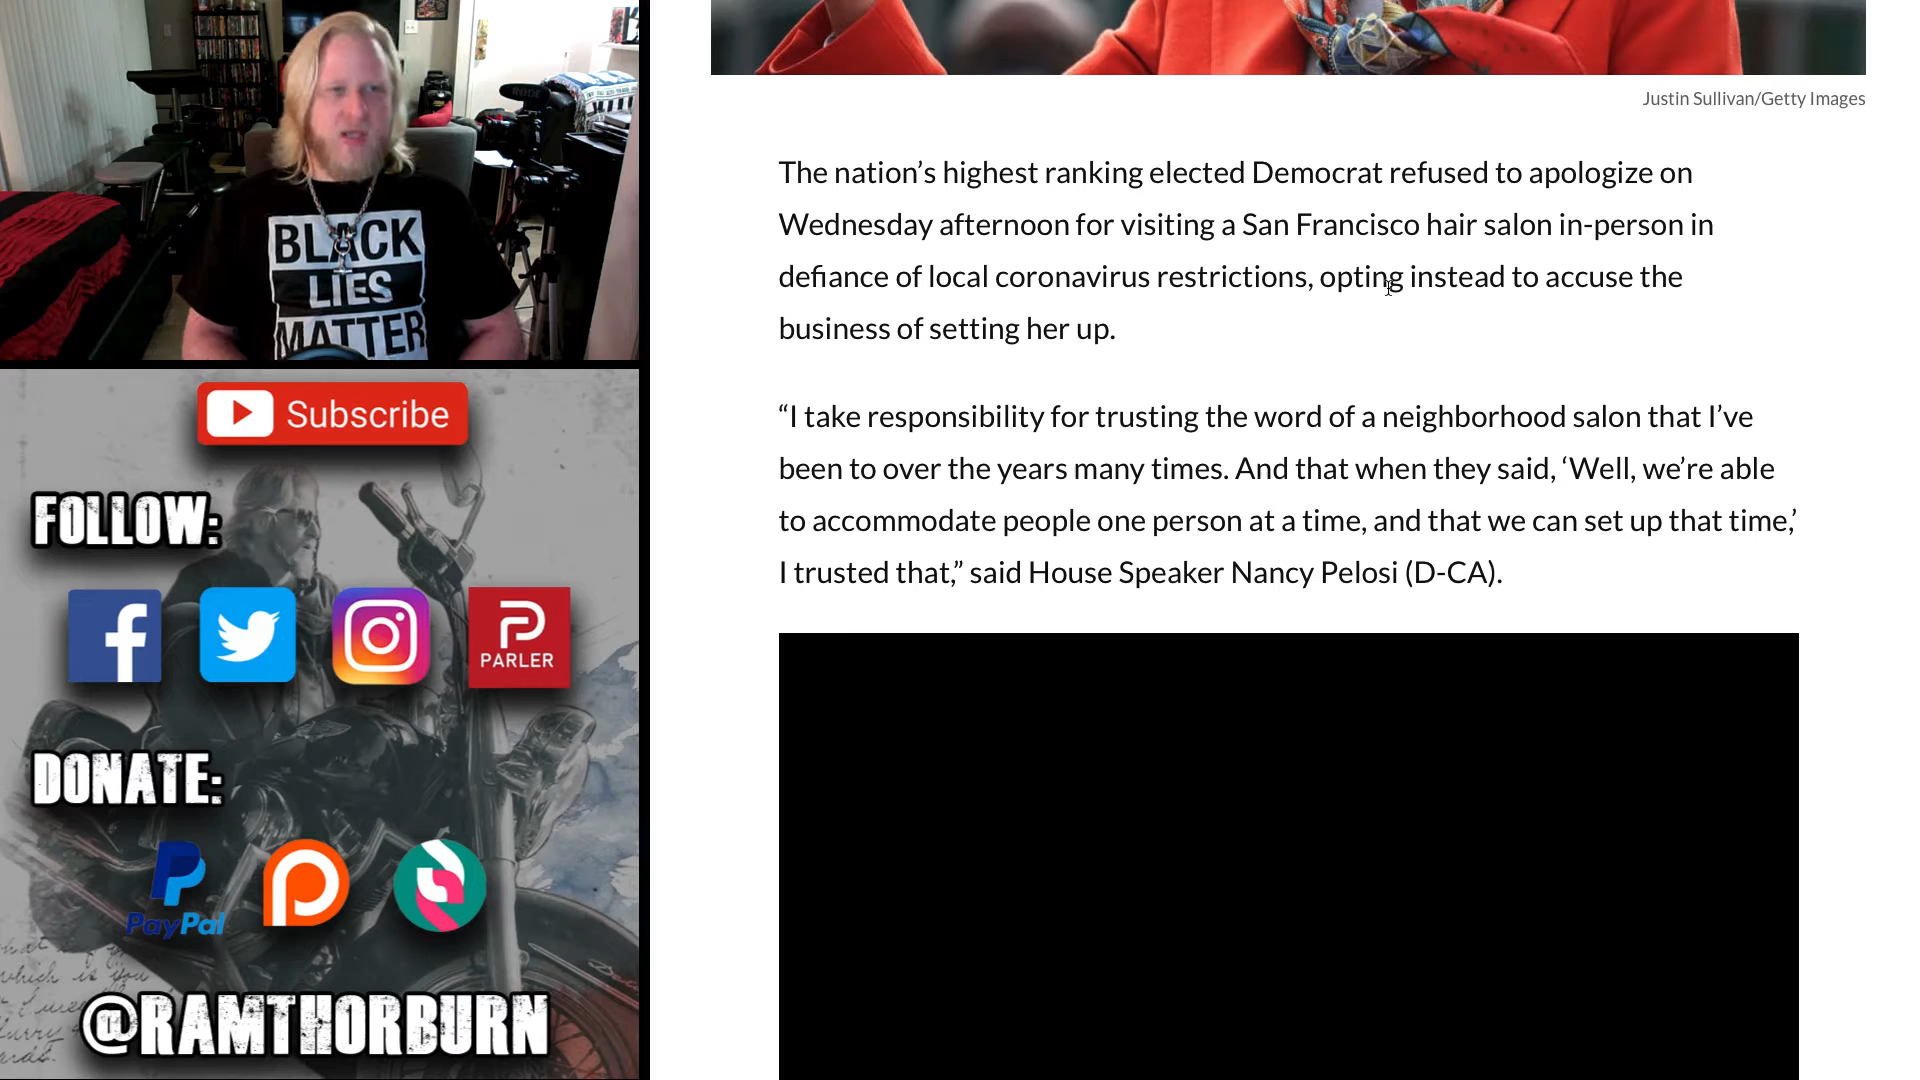 BLACK
LIES
MATTER
Subscribe
FOLLOW:
PARLER
DONATE:
PayPal
@RAMTHORBURN
Justin Sullivan/Getty Images
The nation’s highest ranking elected Democrat refused to apologize on
Wednesday afternoon for visiting a San Francisco hair salon in-person in
defiance of local coronavirus restrictions, opting instead to accuse the
business of setting her up.
“I take responsibility for trusting the word of a neighborhood salon that I’ve
been to over the years many times. And that when they said, ‘Well, we’re able
to accommodate people one person at a time, and that we can set up that time,’
I trusted that,” said House Speaker Nancy Pelosi (D-CA).